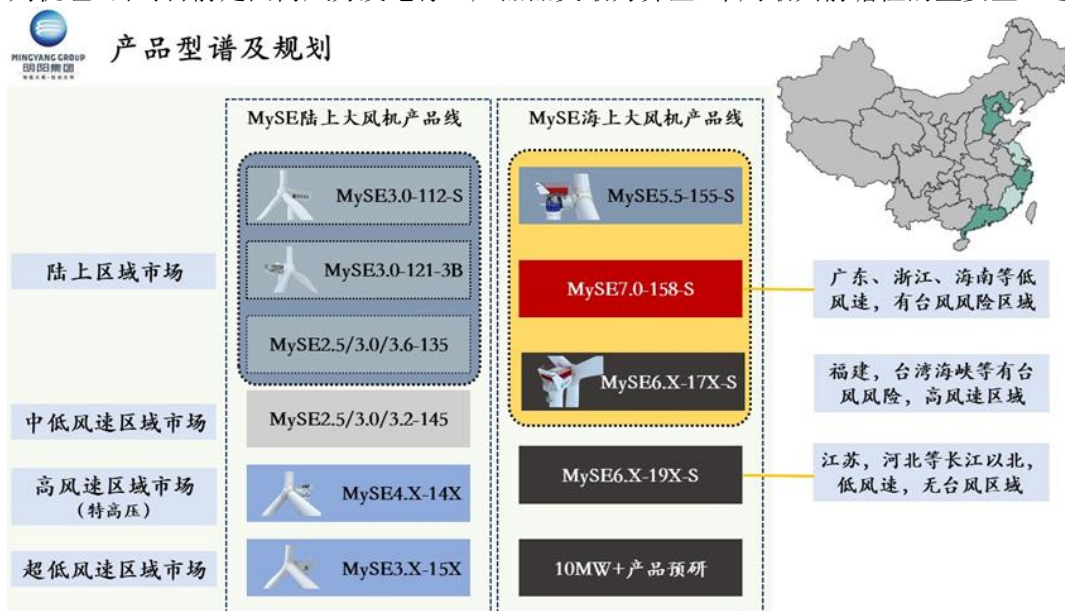 MINGYANG GROUP
明阳集团
产品型谱及规划
MySE陆上大风机产品线
MySE海上大风机产品线
陆上区域市场
MySE3.0-112-S
MySE3.0-121-3B
MySE2.5/3.0/3.6-135
MySE5.5-155-S
MySE7.0-158-S
MySE6.X-17X-S
广东、浙江、海南等低
风速，有台风风险区域
福建，台湾海峡等有台
风风险，高风速区域
中低风速区域市场
MySE2.5/3.0/3.2-145
高风速区域市场
（特高压）
MySE4.X-14X
MySE6.X-19X-S
江苏，河北等长江以北，
低风速，无台风区域
超低风速区域市场
MySE3.X-15X
10MW+产品预研